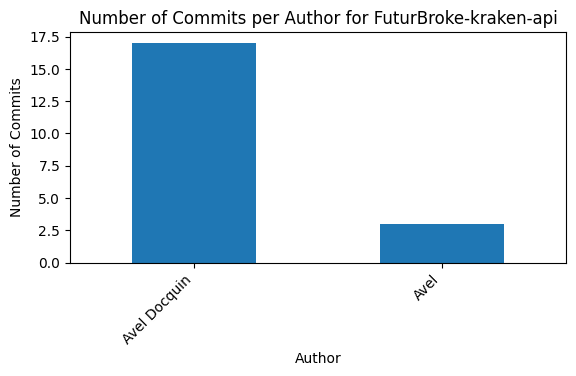 Number of Commits per Author for FuturBroke-kraken-api
Number of Commits
17.5
15.0
12.5
10.0
7.5
5.0
2.5
0.0
Avel Docquin
Avel
Author